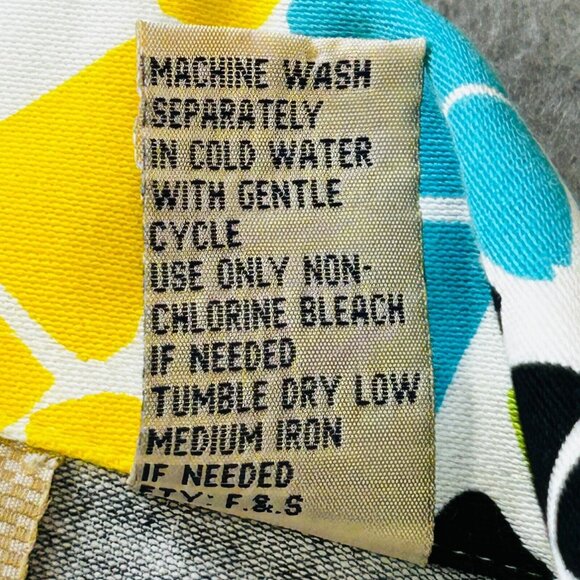 MACHINE WASH
SEPARATELY
IN COLD WATER
WITH GENTLE
CYCLE
USE ONLY NON-
CHLORINE BLEACH
IF NEEDED
TUMBLE DRY LOW
MEDIUM IRON
IF NEEDED
FTY: F.&.S